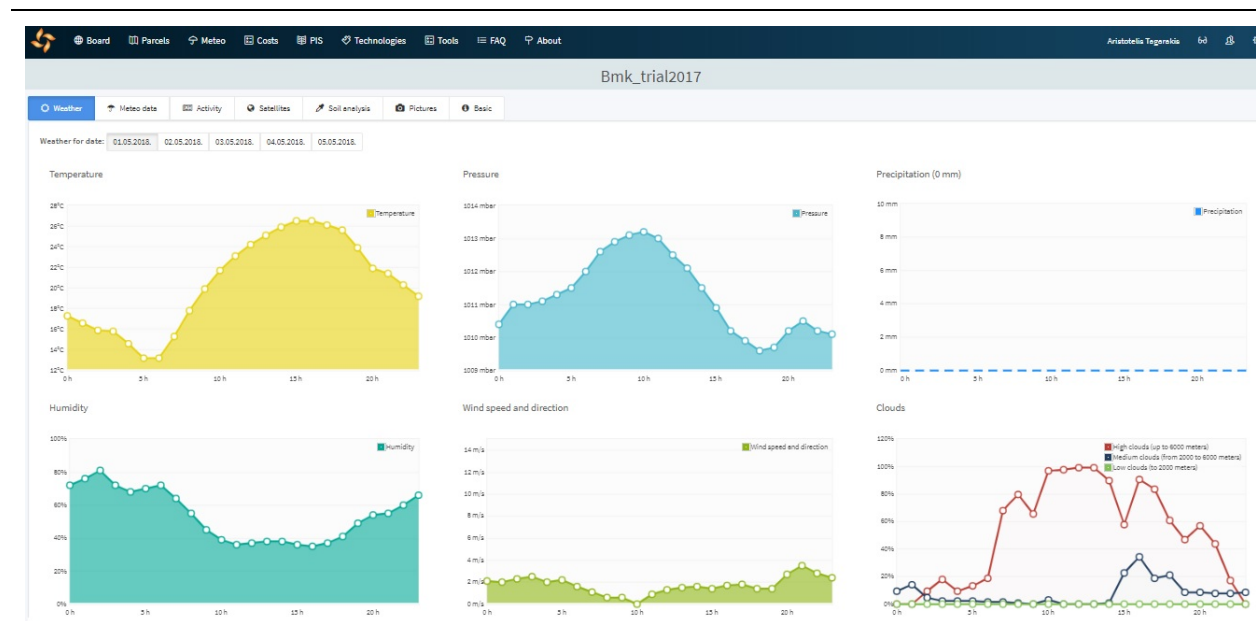 Board Parcels Meteo Costs PIS Technologies Tools FAQ About Aristotelis Tegerekis
Bmk_trial2017
Weather Meteo data Activity Satellites Soil analysis Pictures Basic
Weather for date: 01.05.2018. 02.05.2018. 03.05.2018. 04.05.2018. 05.05.2018.
Temperature
28°C
26°C
24°C
22°C
20°C
18°C
16°C
14°C
12°C
0 h 5 h 10 h 15 h 20 h
Temperature
Pressure
1014 mbar
1013 mbar
1012 mbar
1011 mbar
1010 mbar
1009 mbar
0 h 5 h 10 h 15 h 20 h
Pressure
Precipitation (0 mm)
10 mm
8 mm
6 mm
4 mm
2 mm
0 mm
0 h 5 h 10 h 15 h 20 h
Precipitation
Humidity
100%
80%
60%
40%
20%
0%
0 h 5 h 10 h 15 h 20 h
Humidity
Wind speed and direction
14 m/s
12 m/s
10 m/s
8 m/s
6 m/s
4 m/s
2 m/s
0 m/s
0 h 5 h 10 h 15 h 20 h
Wind speed and direction
Clouds
120%
100%
80%
60%
40%
20%
0%
0 h 5 h 10 h 15 h 20 h
High clouds (up to 6000 meters)
Medium clouds (from 2000 to 6000 meters)
Low clouds (to 2000 meters)